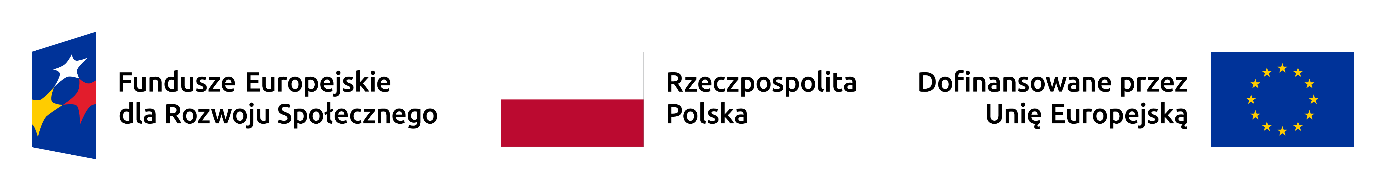 Fundusze Europejskie
dla Rozwoju Społecznego
Rzeczpospolita
Polska
Dofinansowane przez
Unię Europejską